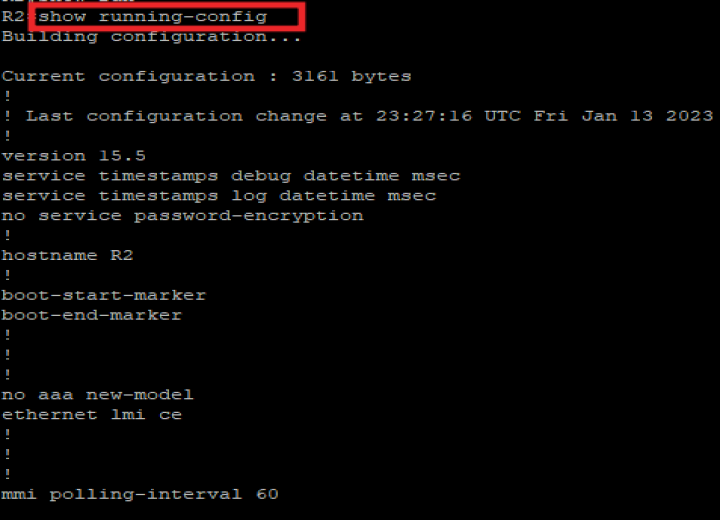 R2#show running-config
Building configuration...
Current configuration : 3161 bytes
!
! Last configuration change at 23:27:16 UTC Fri Jan 13 2023
!
version 15.5
service timestamps debug datetime msec
service timestamps log datetime msec
no service password-encryption
!
hostname R2
!
boot-start-marker
boot-end-marker
!
!
!
no aaa new-model
ethernet lmi ce
!
!
!
mmi polling-interval 60